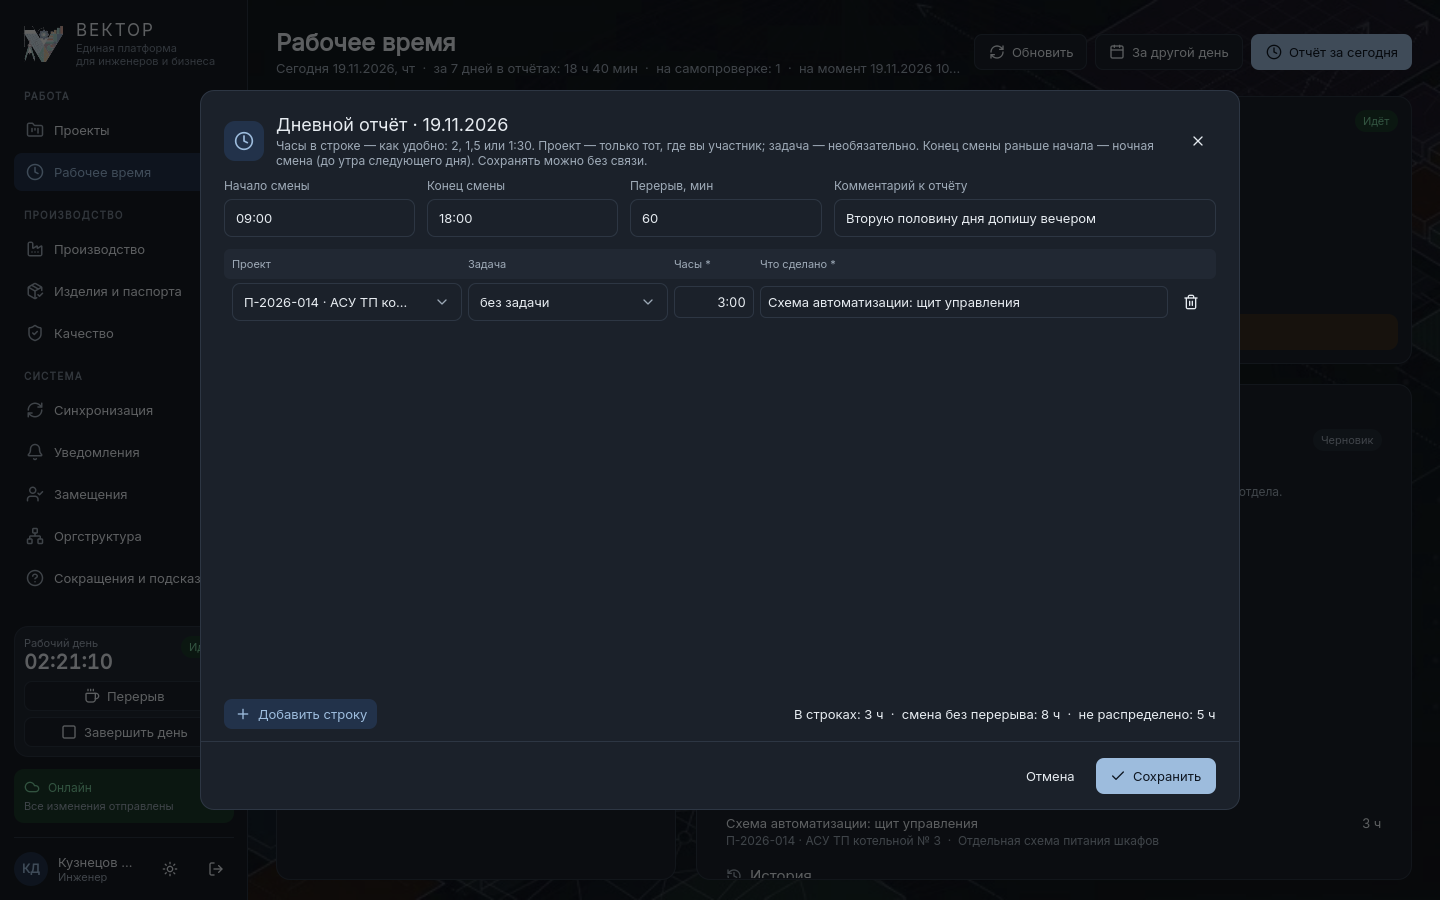 ВЕКТОР
Единая платформа
для инженеров и бизнеса
РАБОТА
Проекты
Рабочее время
ПРОИЗВОДСТВО
Производство
Изделия и паспорта
Качество
СИСТЕМА
Синхронизация
Уведомления
Замещения
Оргструктура
Сокращения и подсказ
Рабочий день
02:21:10
Перерыв
Завершить день
Онлайн
Все изменения отправлены
КД
Кузнецов ...
Инженер
Рабочее время
Сегодня 19.11.2026, чт · за 7 дней в отчётах: 18 ч 40 мин · на самопроверке: 1 · на момент 19.11.2026 10...
Обновить
За другой день
Отчёт за сегодня
Идёт
Черновик
отдела.
Дневной отчёт · 19.11.2026
Часы в строке — как удобно: 2, 1,5 или 1:30. Проект — только тот, где вы участник; задача — необязательно. Конец смены раньше начала — ночная
смена (до утра следующего дня). Сохранять можно без связи.
Начало смены
Конец смены
Перерыв, мин
Комментарий к отчёту
09:00
18:00
60
Вторую половину дня допишу вечером
Проект
Задача
Часы *
Что сделано *
П-2026-014 · АСУ ТП ко...
без задачи
3:00
Схема автоматизации: щит управления
Добавить строку
В строках: 3 ч · смена без перерыва: 8 ч · не распределено: 5 ч
Отмена
Сохранить
Схема автоматизации: щит управления
3 ч
П-2026-014 · АСУ ТП котельной № 3 · Отдельная схема питания шкафов
История